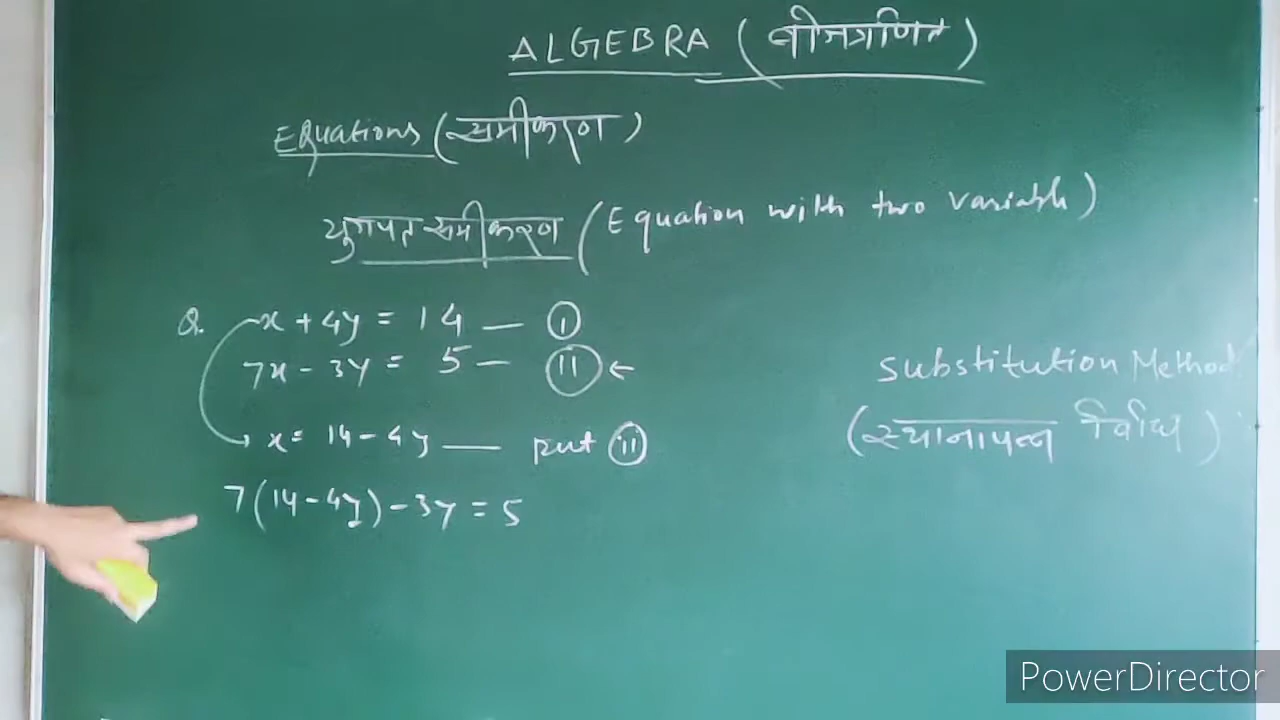 ALGEBRA (बीजगणित)
Equations (समीकरण)
युगपत समीकरण (Equation with two variable)
Q. x + 4y = 14 — (I)
7x - 3y = 5 — (II) ←
Substitution Method
x = 14 - 4y — put (II)
(स्थानापन्न विधि)
7(14 - 4y) - 3y = 5
PowerDirector